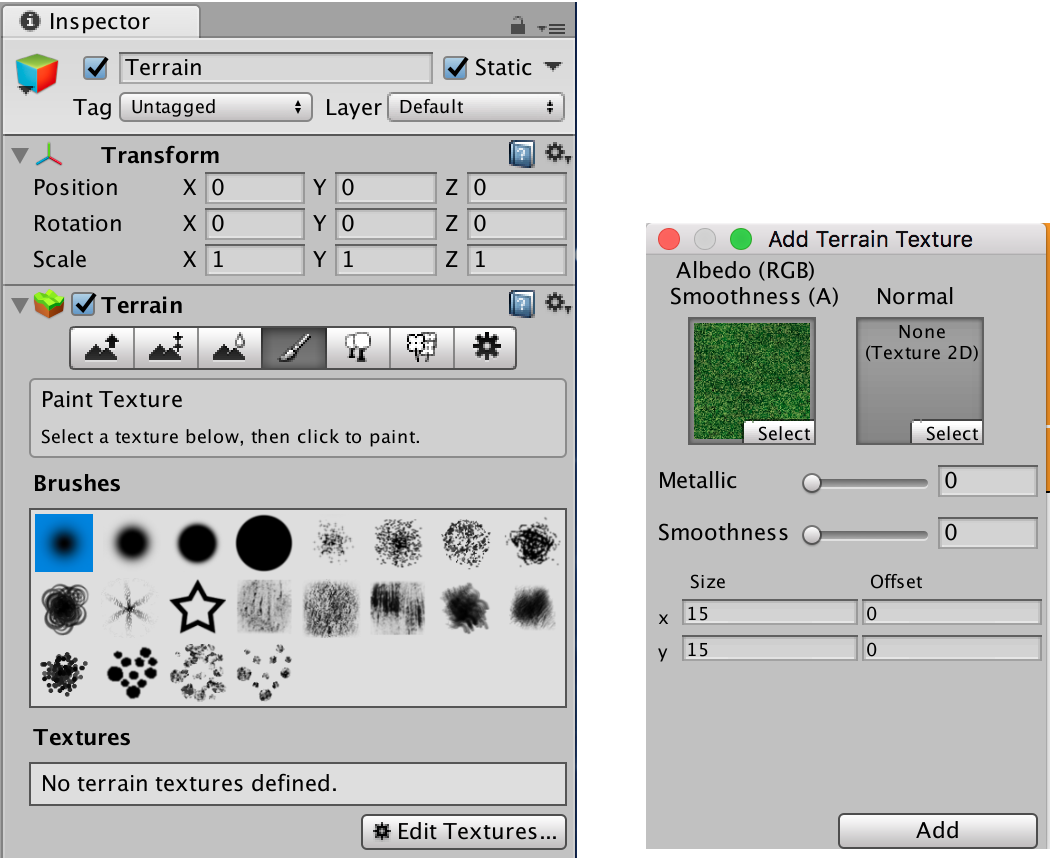 Inspector
Terrain
Static
Tag Untagged Layer Default
Transform
Position X 0 Y 0 Z 0
Rotation X 0 Y 0 Z 0
Scale X 1 Y 1 Z 1
Terrain
Paint Texture
Select a texture below, then click to paint.
Brushes
Textures
No terrain textures defined.
Edit Textures...
Add Terrain Texture
Albedo (RGB)
Smoothness (A) Normal
None
(Texture 2D)
Select Select
Metallic 0
Smoothness 0
Size Offset
x 15 0
y 15 0
Add